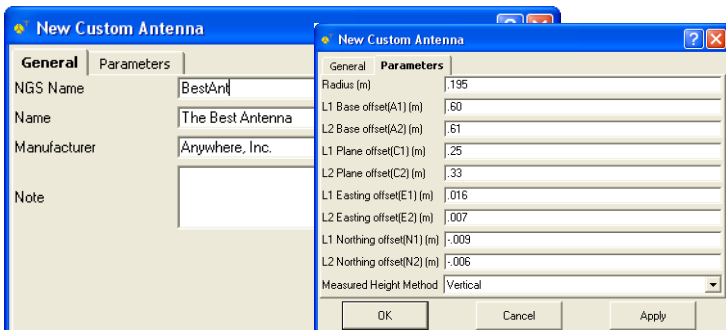 New Custom Antenna
General Parameters
NGS Name BestAnt
Name The Best Antenna
Manufacturer Anywhere, Inc.
Note
New Custom Antenna
General Parameters
Radius (m) .195
L1 Base offset(A1) (m) .60
L2 Base offset(A2) (m) .61
L1 Plane offset(C1) (m) .25
L2 Plane offset(C2) (m) .33
L1 Easting offset(E1) (m) .016
L2 Easting offset(E2) (m) .007
L1 Northing offset(N1) (m) -.009
L2 Northing offset(N2) (m) -.006
Measured Height Method Vertical
OK Cancel Apply